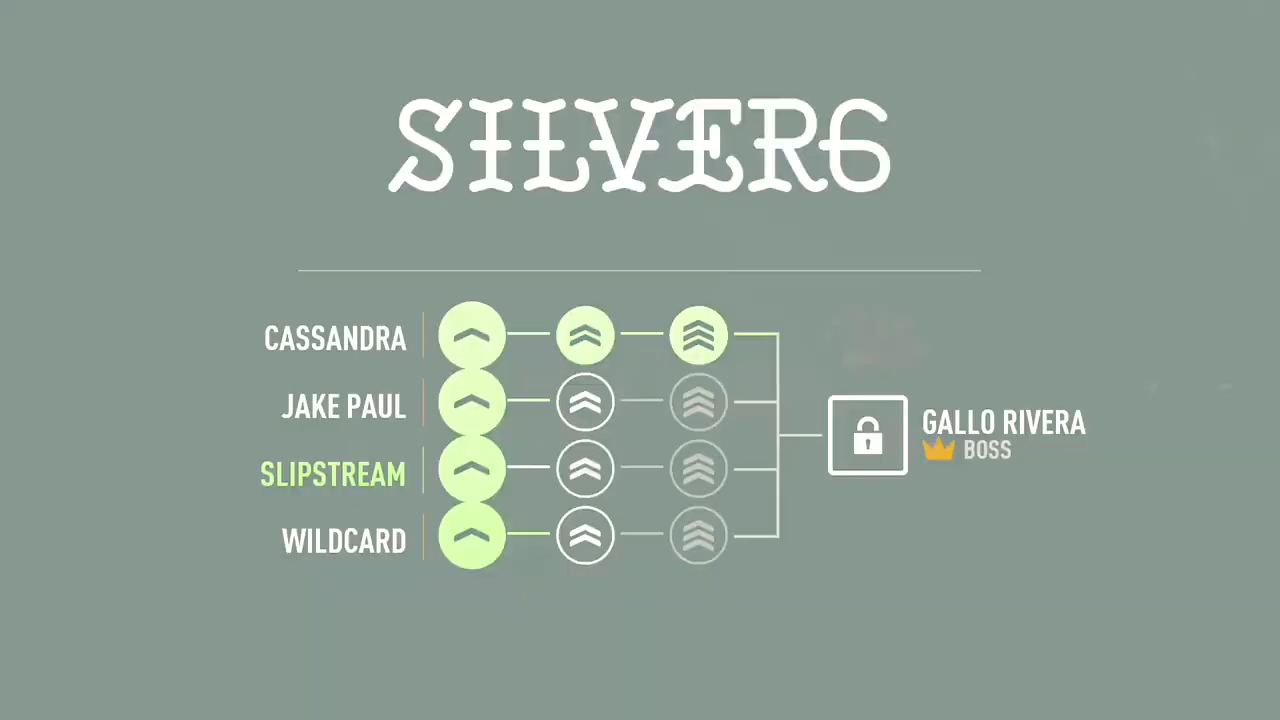 SILVER6
CASSANDRA
JAKE PAUL
SLIPSTREAM
WILDCARD
GALLO RIVERA
BOSS